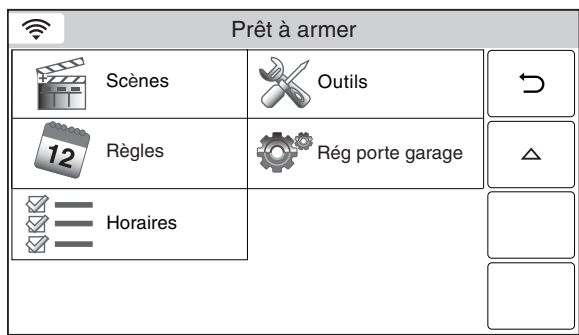 Prêt à armer
Scènes
Outils
12
Règles
Rég porte garage
Horaires